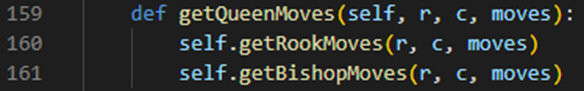 159 def getQueenMoves(self, r, c, moves):
160 self.getRookMoves(r, c, moves)
161 self.getBishopMoves(r, c, moves)